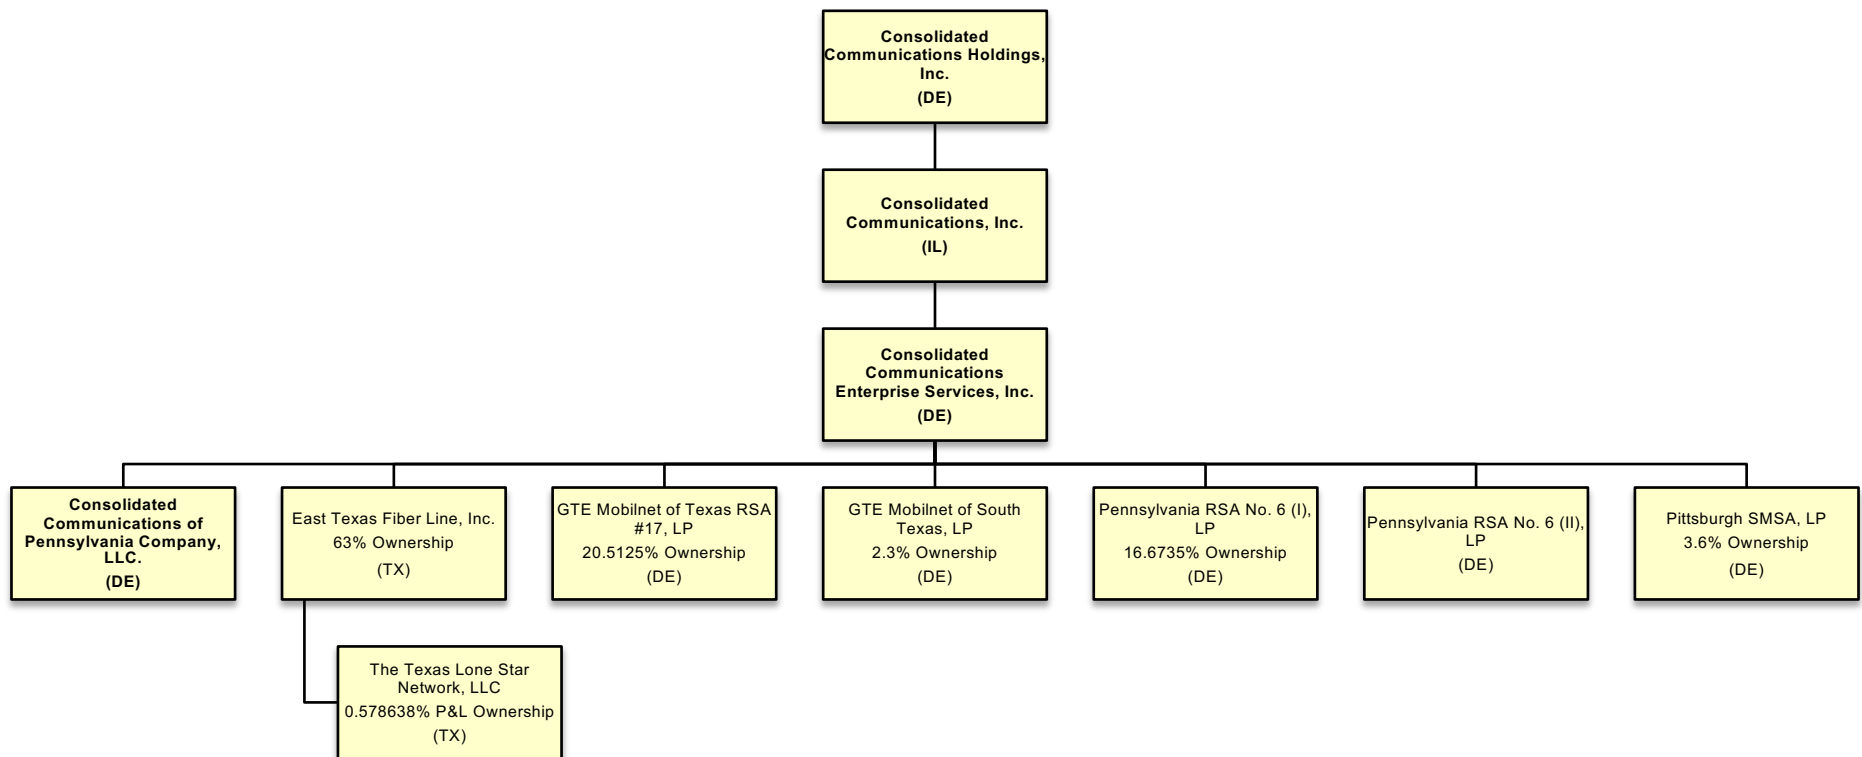 Consolidated
Communications Holdings,
Inc.
(DE)
Consolidated
Communications, Inc.
(IL)
Consolidated
Communications
Enterprise Services, Inc.
(DE)
Consolidated
Communications of
Pennsylvania Company,
LLC.
(DE)
East Texas Fiber Line, Inc.
63% Ownership
(TX)
GTE Mobilnet of Texas RSA
#17, LP
20.5125% Ownership
(DE)
GTE Mobilnet of South
Texas, LP
2.3% Ownership
(DE)
Pennsylvania RSA No. 6 (I),
LP
16.6735% Ownership
(DE)
Pennsylvania RSA No. 6 (II),
LP
(DE)
Pittsburgh SMSA, LP
3.6% Ownership
(DE)
The Texas Lone Star
Network, LLC
0.578638% P&L Ownership
(TX)